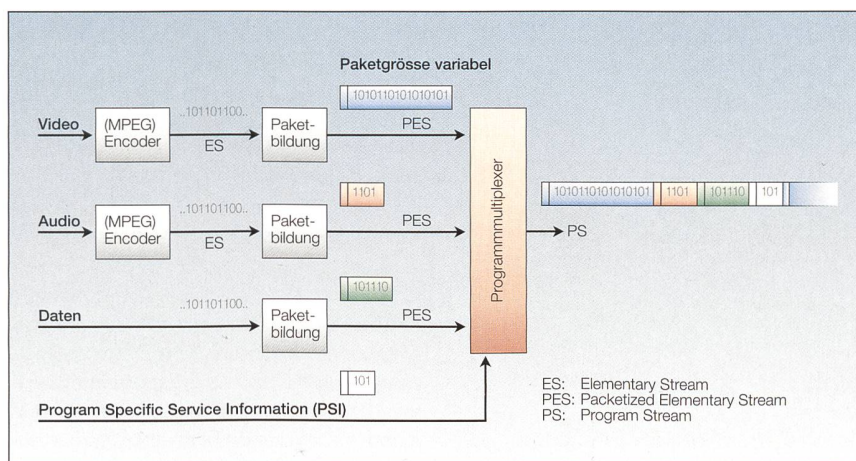 Paketgrösse variabel
1010110101010101
Video
(MPEG)
Encoder
..101101100..
ES
Paket-
bildung
PES
1101
Audio
(MPEG)
Encoder
..101101100..
ES
Paket-
bildung
PES
101110
Daten
..101101100..
Paket-
bildung
PES
101
Program Specific Service Information (PSI)
Programmmultiplexer
1010110101010101 1101 101110 101
PS
ES: Elementary Stream
PES: Packetized Elementary Stream
PS: Program Stream